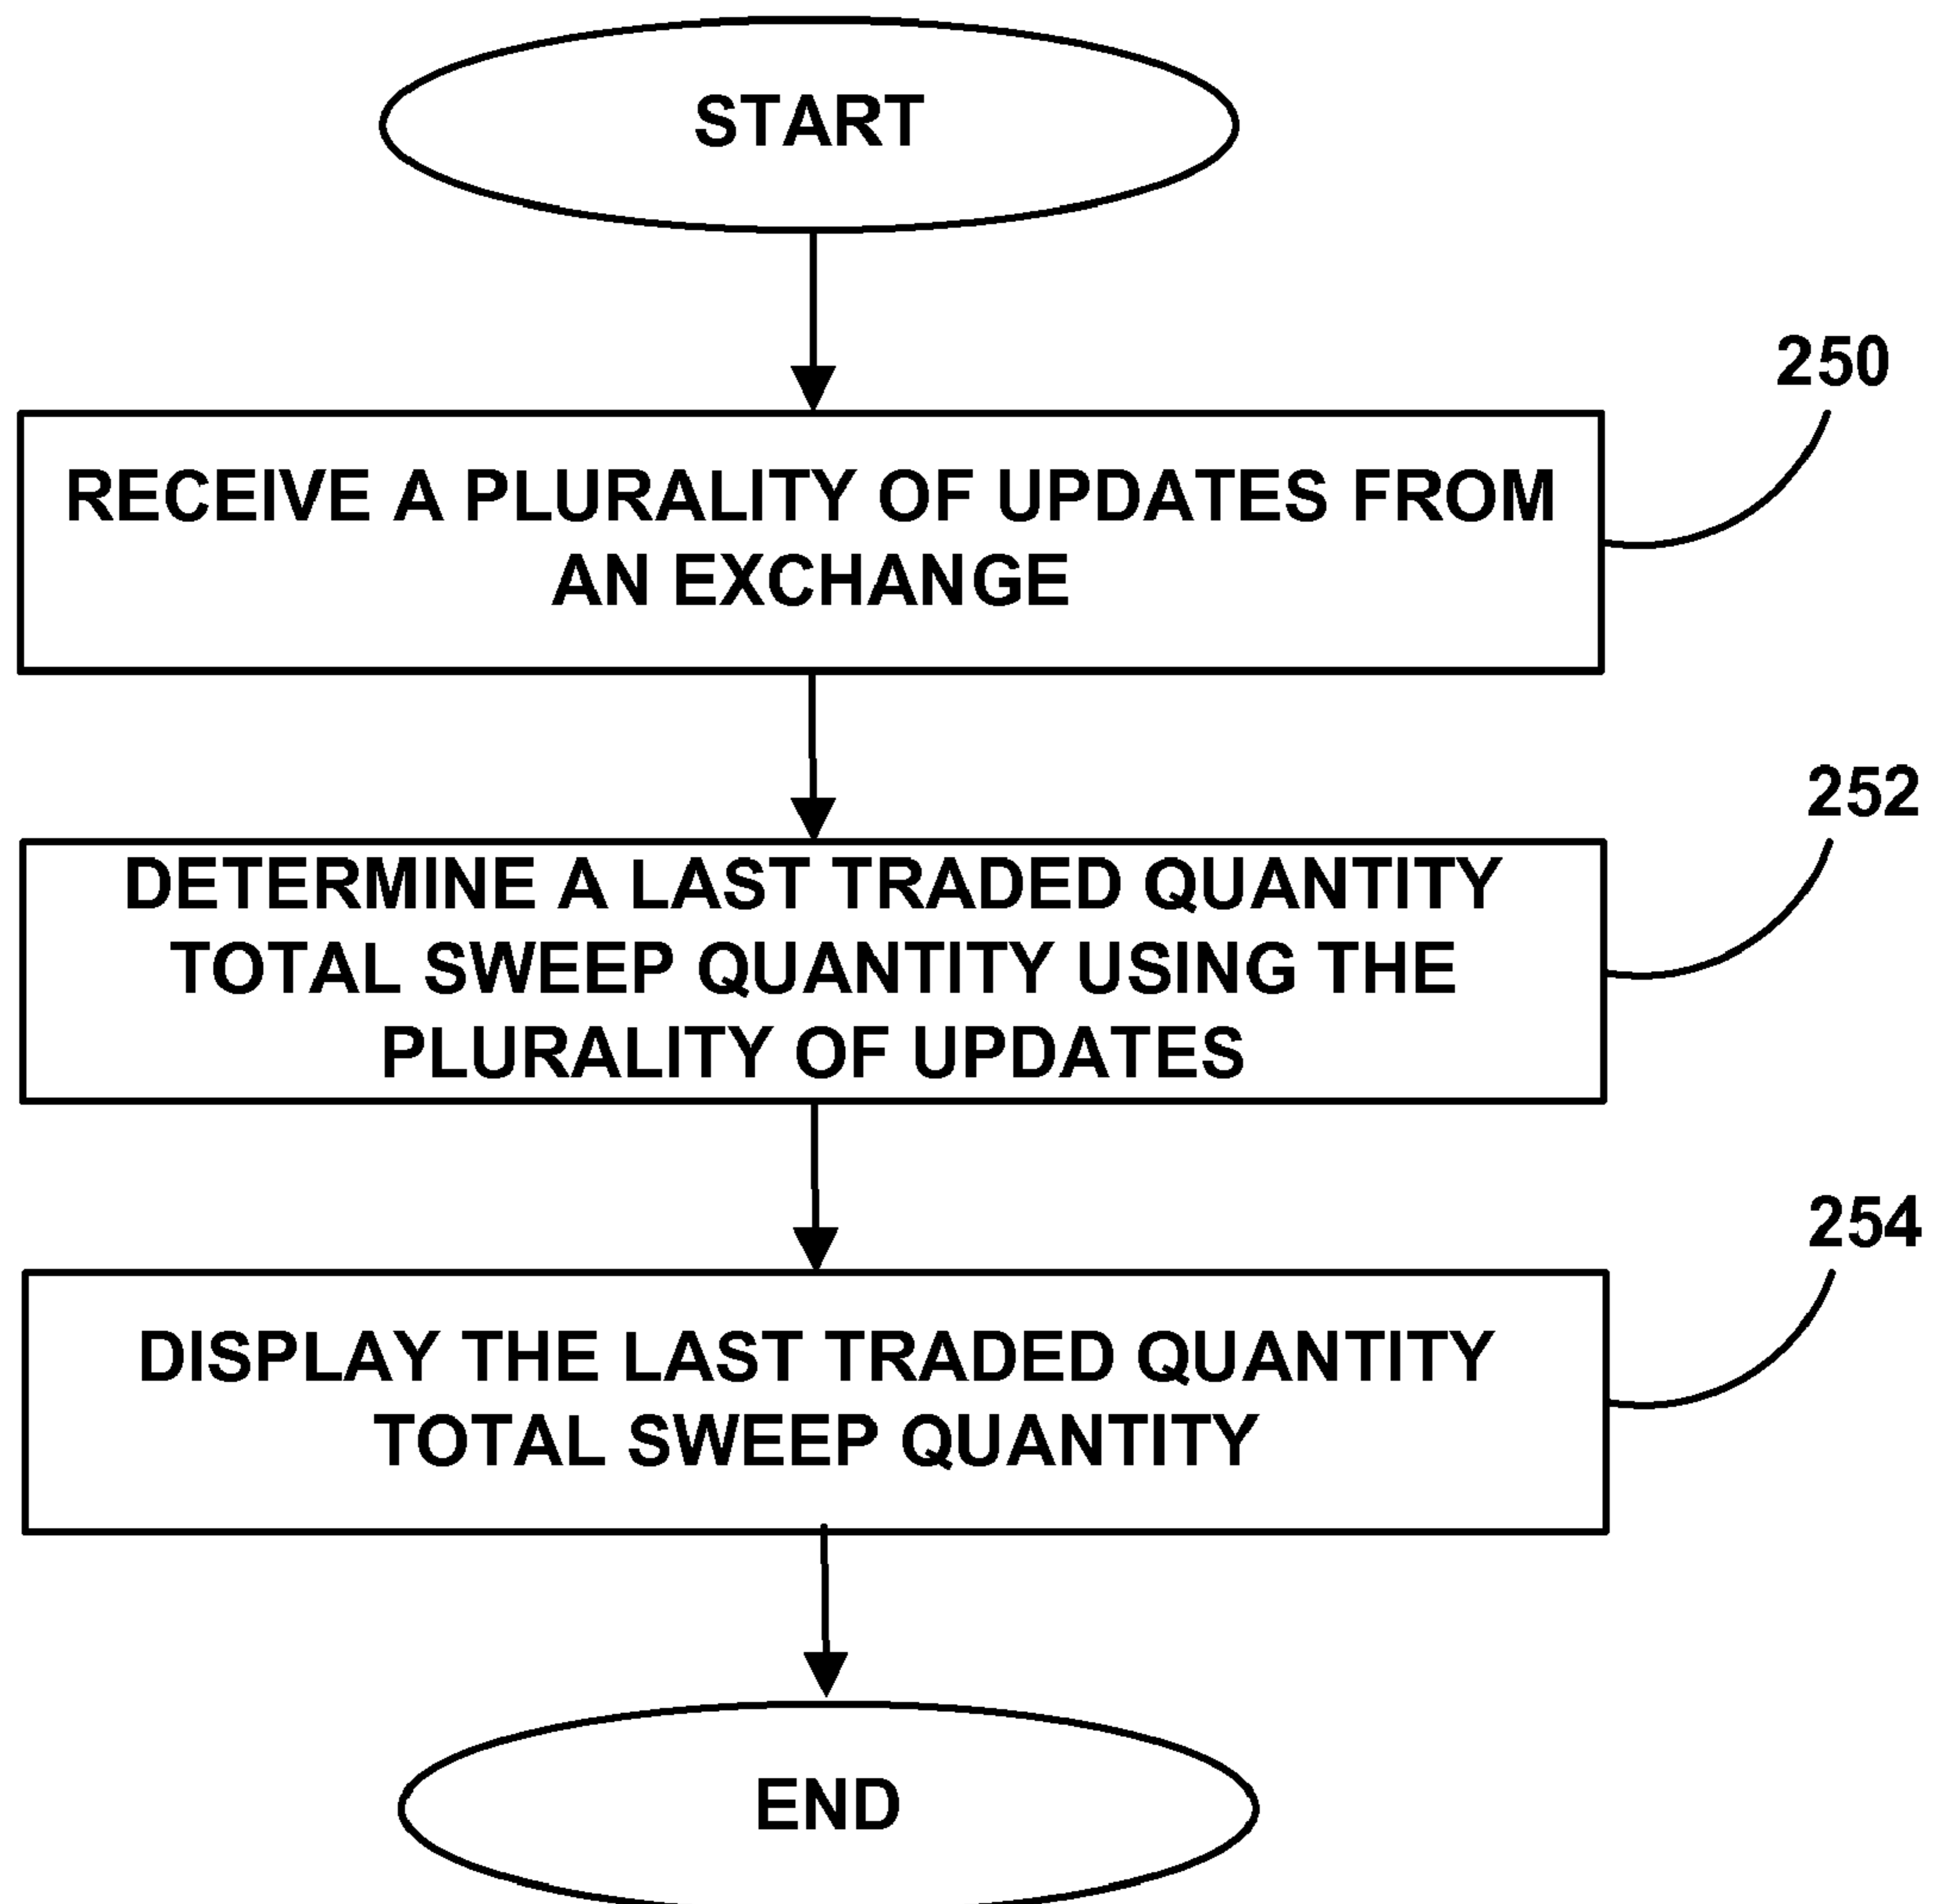 START
250
RECEIVE A PLURALITY OF UPDATES FROM
AN EXCHANGE
252
DETERMINE A LAST TRADED QUANTITY
TOTAL SWEEP QUANTITY USING THE
PLURALITY OF UPDATES
254
DISPLAY THE LAST TRADED QUANTITY
TOTAL SWEEP QUANTITY
END